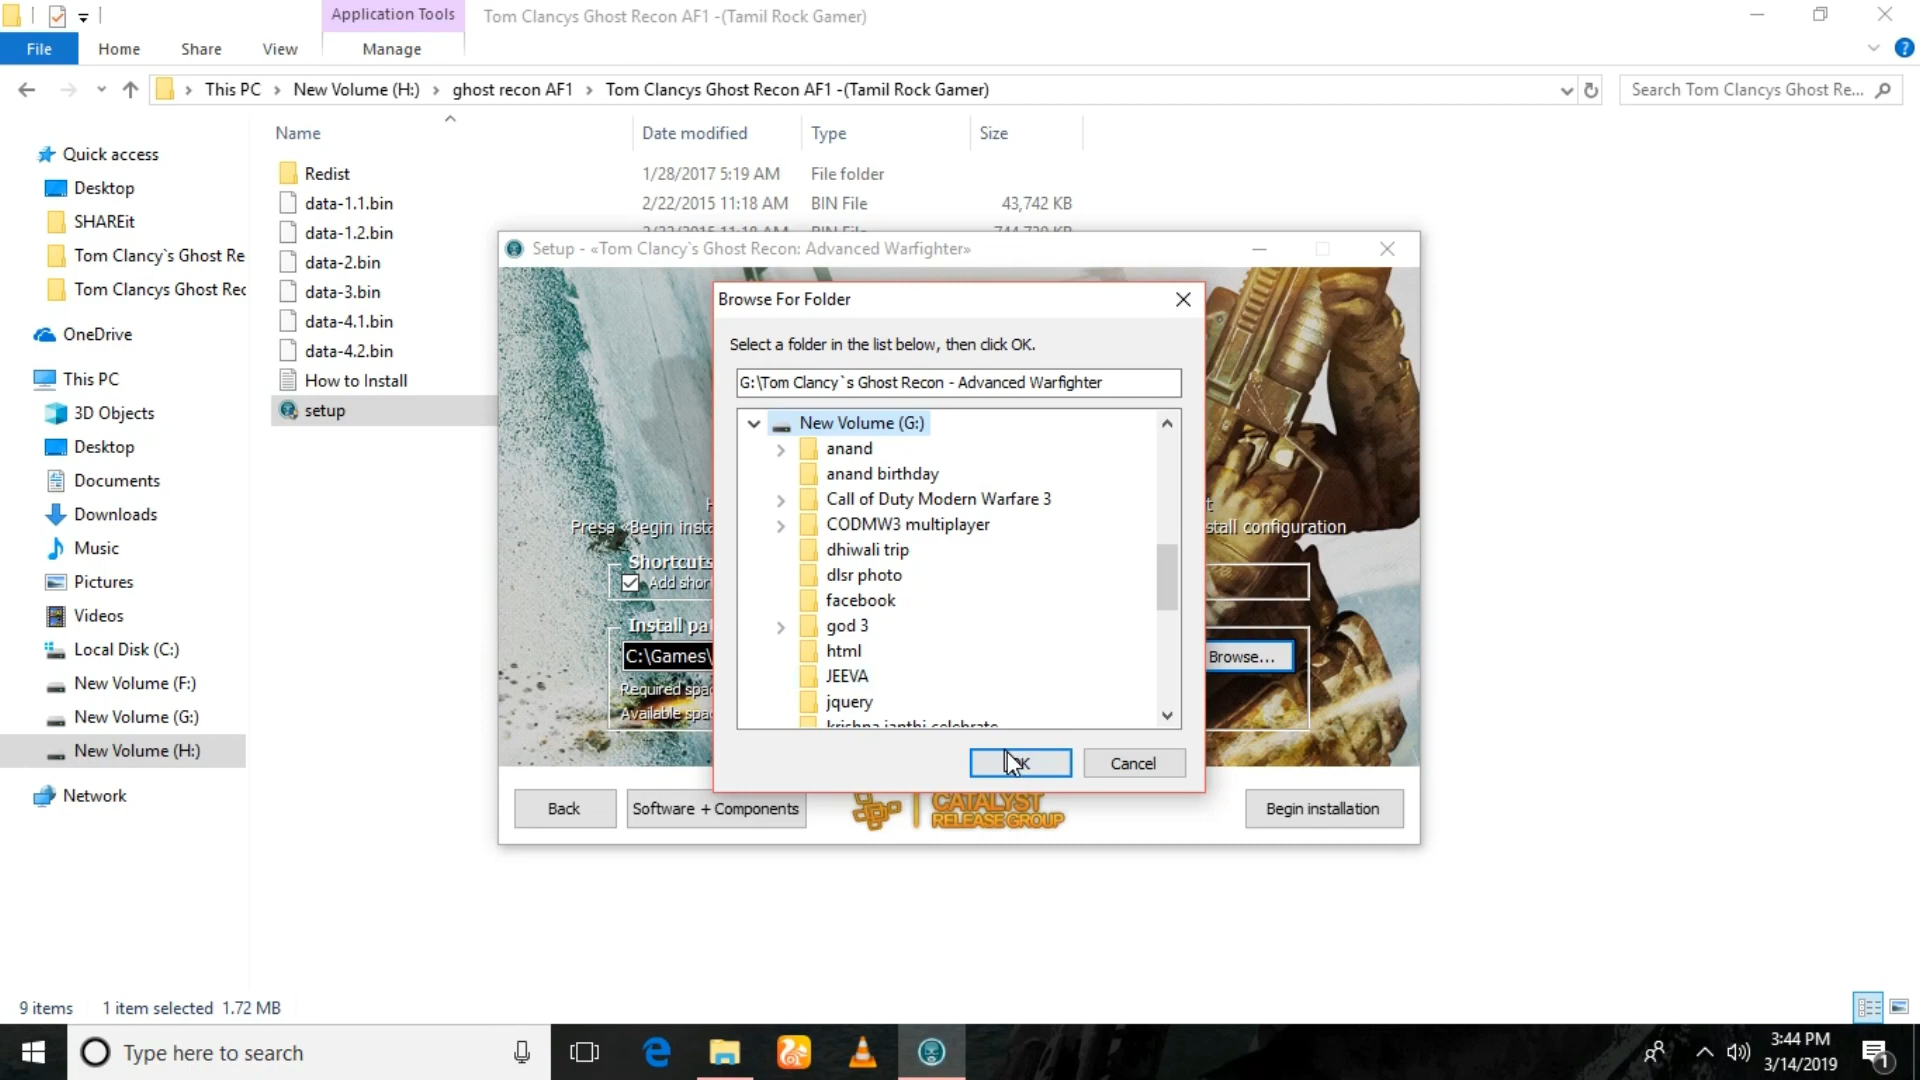 Application Tools
Tom Clancys Ghost Recon AF1 -(Tamil Rock Gamer)
File
Home
Share
View
Manage
This PC
New Volume (H:)
ghost recon AF1
Tom Clancys Ghost Recon AF1 -(Tamil Rock Gamer)
Search Tom Clancys Ghost Re...
Name
Date modified
Type
Size
Quick access
Desktop
SHAREit
Tom Clancy`s Ghost Re
Tom Clancys Ghost Rec
OneDrive
This PC
3D Objects
Desktop
Documents
Downloads
Music
Pictures
Videos
Local Disk (C:)
New Volume (F:)
New Volume (G:)
New Volume (H:)
Network
Redist
1/28/2017 5:19 AM
File folder
data-1.1.bin
2/22/2015 11:18 AM
BIN File
43,742 KB
data-1.2.bin
data-2.bin
data-3.bin
data-4.1.bin
data-4.2.bin
How to Install
setup
Setup - «Tom Clancy`s Ghost Recon: Advanced Warfighter»
Press «Begin insta
stall configuration
Shortcuts
Add shor
Install pa
C:\Games\
Browse...
Required spac
Available spac
Browse For Folder
Select a folder in the list below, then click OK.
G:\Tom Clancy`s Ghost Recon - Advanced Warfighter
New Volume (G:)
anand
anand birthday
Call of Duty Modern Warfare 3
CODMW3 multiplayer
dhiwali trip
dlsr photo
facebook
god 3
html
JEEVA
jquery
krishna janthi celebrate
OK
Cancel
Back
Software + Components
CATALYST
RELEASE GROUP
Begin installation
9 items
1 item selected 1.72 MB
Type here to search
3:44 PM
3/14/2019
1